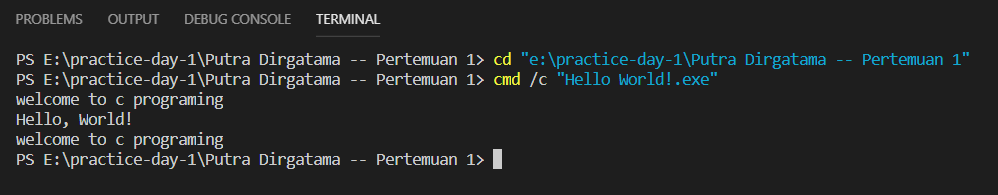 PROBLEMS OUTPUT DEBUG CONSOLE TERMINAL
PS E:\practice-day-1\Putra Dirgatama -- Pertemuan 1> cd "e:\practice-day-1\Putra Dirgatama -- Pertemuan 1"
PS E:\practice-day-1\Putra Dirgatama -- Pertemuan 1> cmd /c "Hello World!.exe"
welcome to c programing
Hello, World!
welcome to c programing
PS E:\practice-day-1\Putra Dirgatama -- Pertemuan 1>